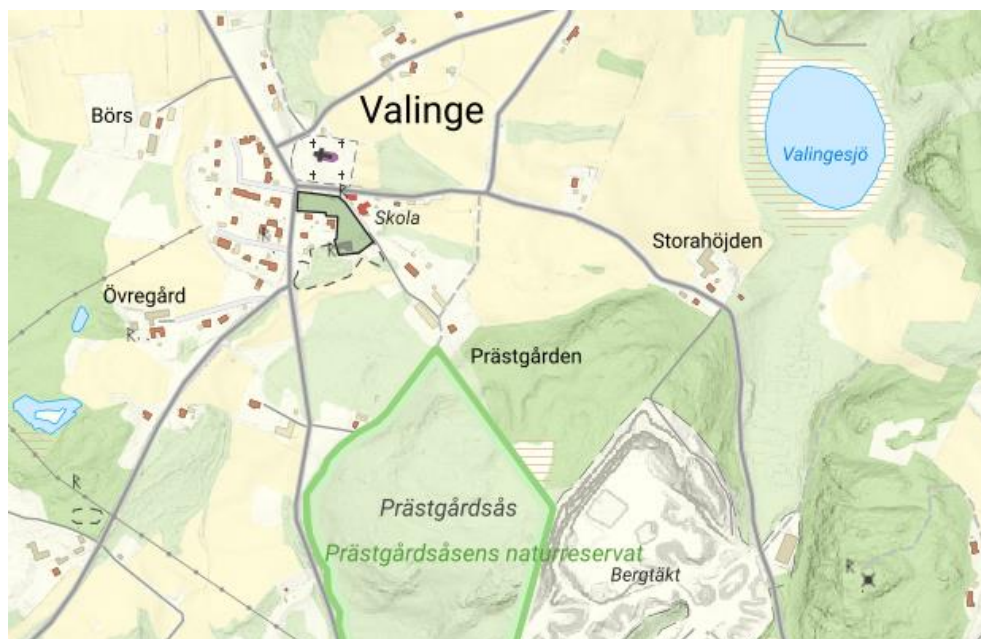 Valinge
Börs
Valingesjö
Skola
R
Storahöjden
R
R
Övregård
R
Prästgården
R
Prästgårdsås
Prästgårdsåsens naturreservat
Bergtäkt
R